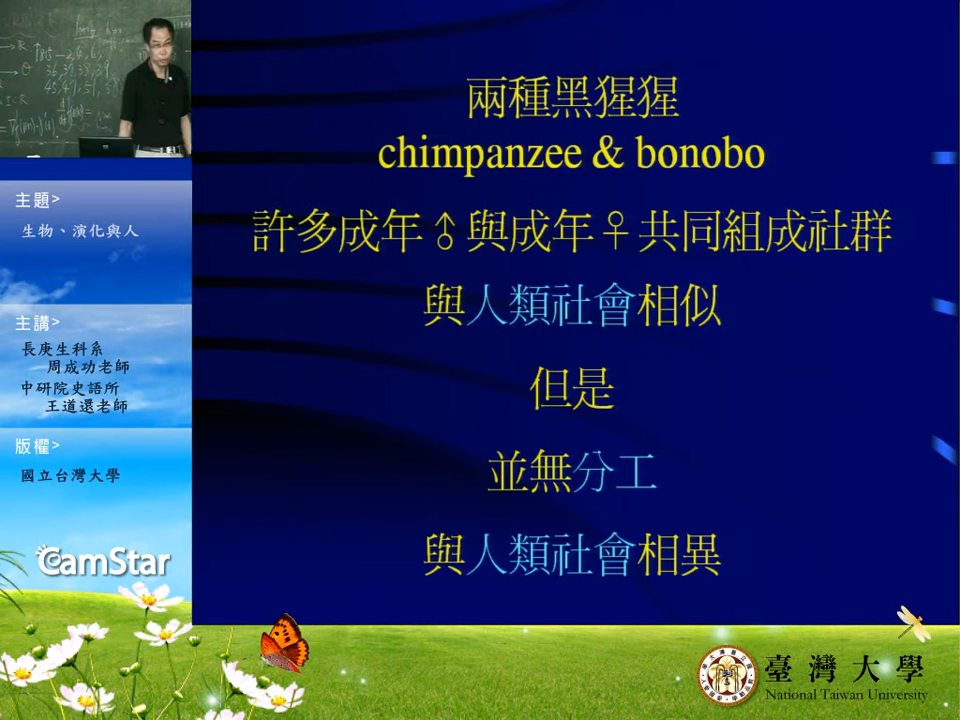 兩種黑猩猩
chimpanzee & bonobo
許多成年♂與成年♀共同組成社群
與人類社會相似
但是
並無分工
與人類社會相異
主題>
生物、演化與人
主講>
長庚生科系
周成功老師
中研院史語所
王道還老師
版權>
國立台灣大學
CamStar
臺灣大學
National Taiwan University